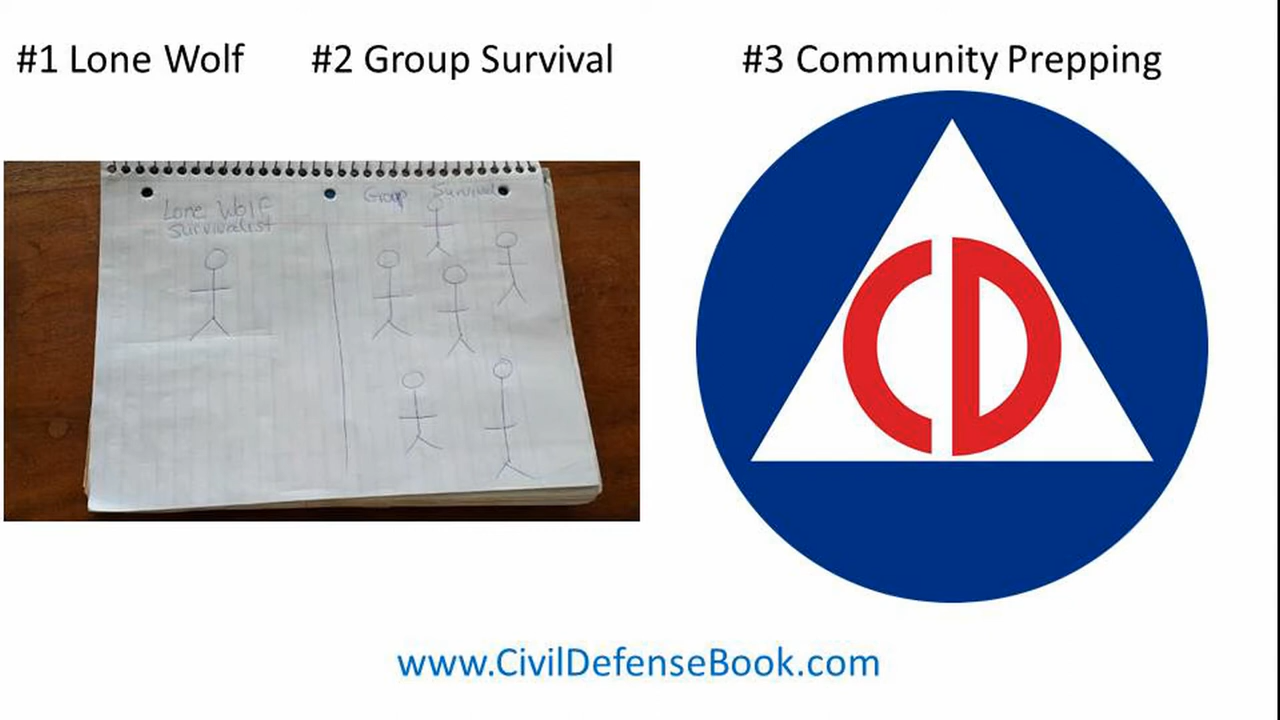 #1 Lone Wolf
#2 Group Survival
#3 Community Prepping
Lone Wolf
Survivalist
Group Survival
CD
www.CivilDefenseBook.com